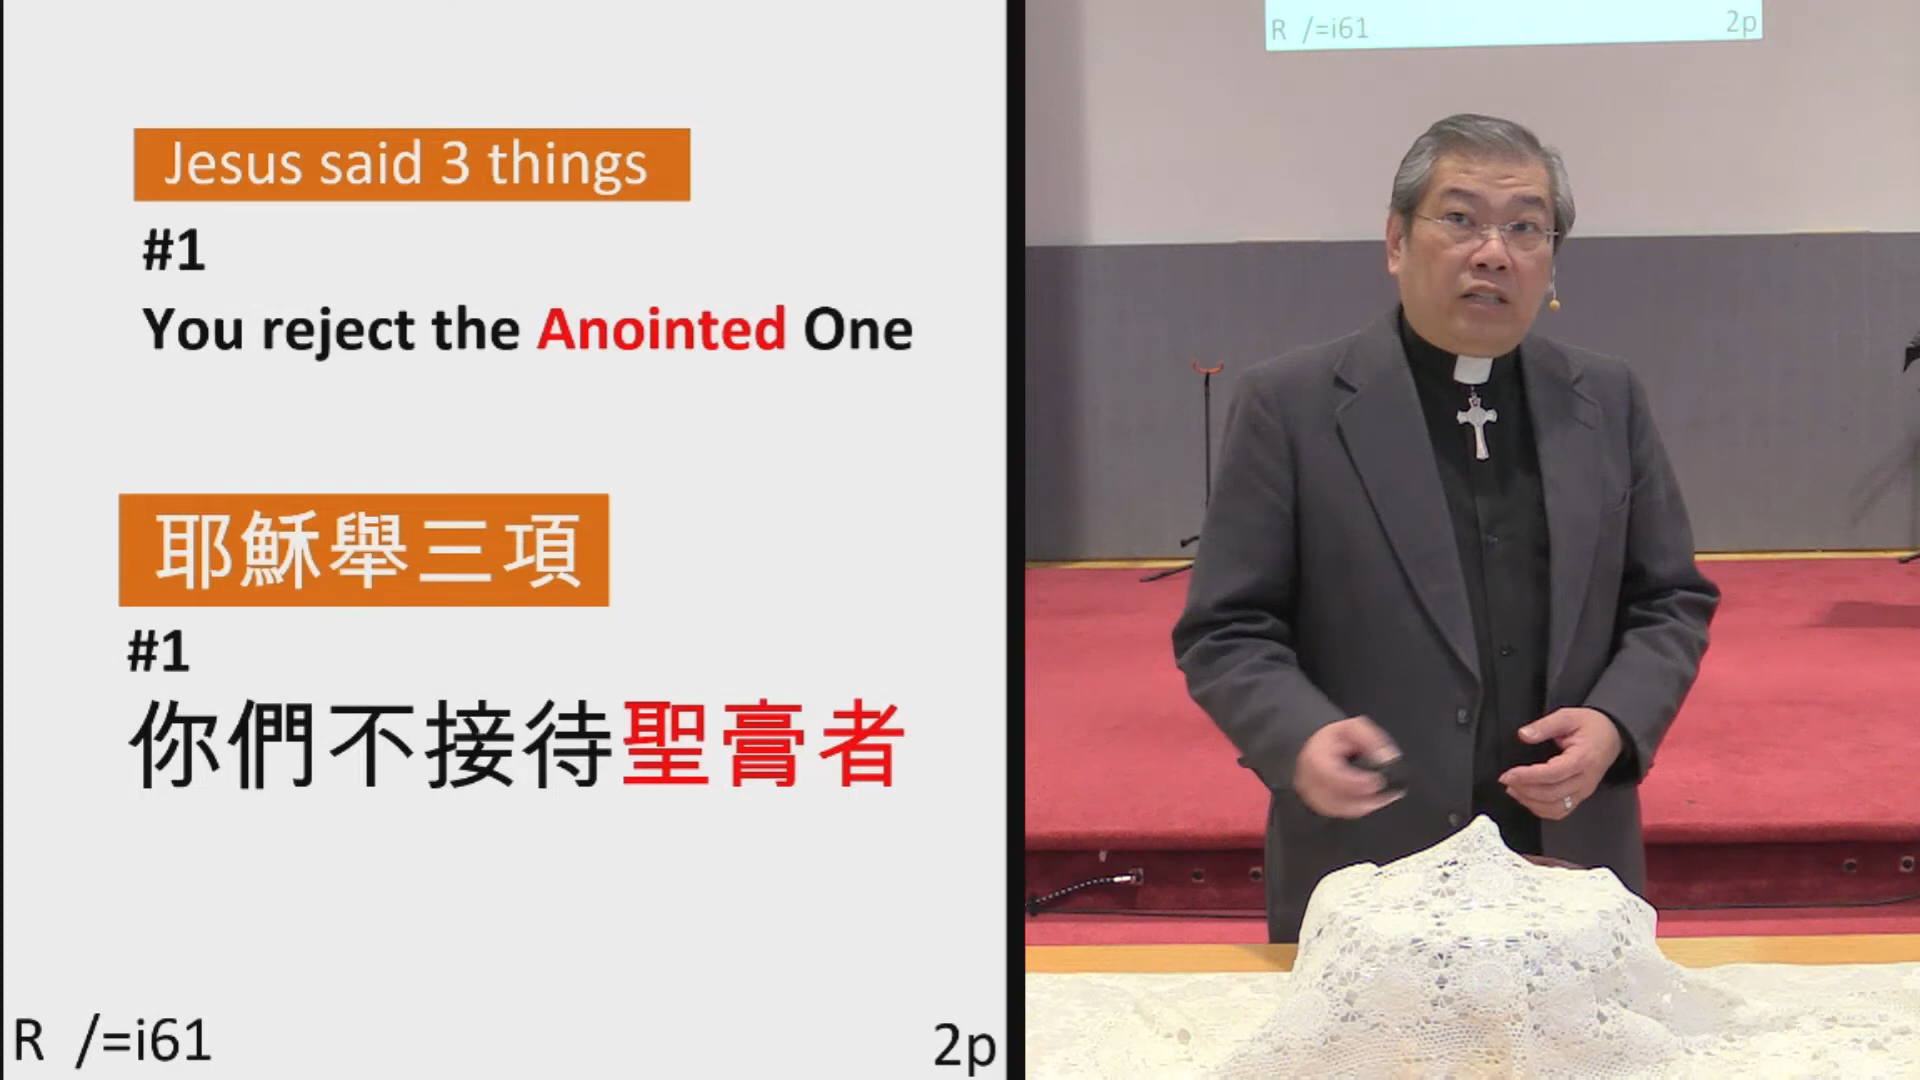 Jesus said 3 things
#1
You reject the Anointed One
耶穌舉三項
#1
你們不接待聖膏者
R /=i61
2p
R /=i61
2p